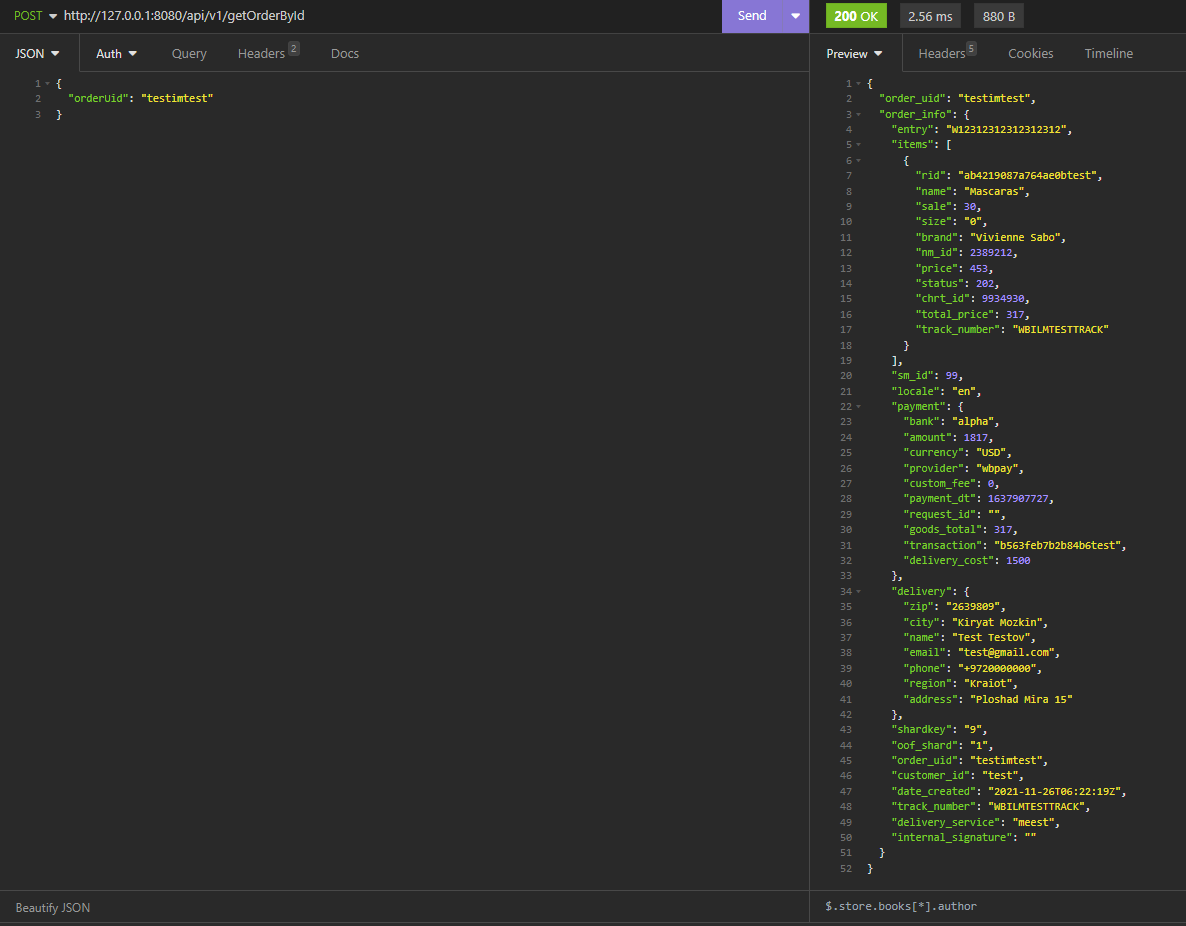 POST http://127.0.0.1:8080/api/v1/getOrderById Send 200 OK 2.56 ms 880 B
JSON Auth Query Headers 2 Docs
1 {
2 "orderUid": "testimtest"
3 }
Beautify JSON
Preview Headers 5 Cookies Timeline
1 {
2 "order_uid": "testimtest",
3 "order_info": {
4 "entry": "W12312312312312312",
5 "items": [
6 {
7 "rid": "ab4219087a764ae0btest",
8 "name": "Mascaras",
9 "sale": 30,
10 "size": "0",
11 "brand": "Vivienne Sabo",
12 "nm_id": 2389212,
13 "price": 453,
14 "status": 202,
15 "chrt_id": 9934930,
16 "total_price": 317,
17 "track_number": "WBILMTESTTRACK"
18 }
19 ],
20 "sm_id": 99,
21 "locale": "en",
22 "payment": {
23 "bank": "alpha",
24 "amount": 1817,
25 "currency": "USD",
26 "provider": "wbpay",
27 "custom_fee": 0,
28 "payment_dt": 1637907727,
29 "request_id": "",
30 "goods_total": 317,
31 "transaction": "b563feb7b2b84b6test",
32 "delivery_cost": 1500
33 },
34 "delivery": {
35 "zip": "2639809",
36 "city": "Kiryat Mozkin",
37 "name": "Test Testov",
38 "email": "test@gmail.com",
39 "phone": "+9720000000",
40 "region": "Kraiot",
41 "address": "Ploshad Mira 15"
42 },
43 "shardkey": "9",
44 "oof_shard": "1",
45 "order_uid": "testimtest",
46 "customer_id": "test",
47 "date_created": "2021-11-26T06:22:19Z",
48 "track_number": "WBILMTESTTRACK",
49 "delivery_service": "meest",
50 "internal_signature": ""
51 }
52 }
$.store.books[*].author